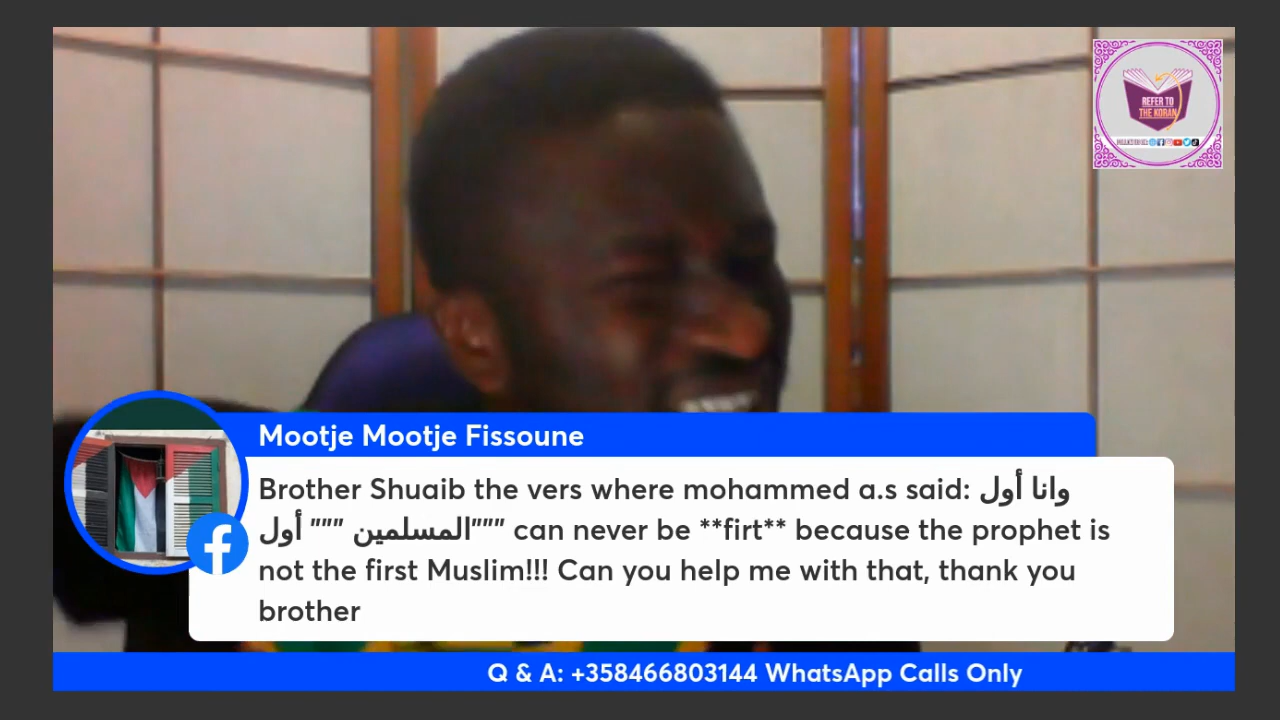 REFER TO
THE KORAN
Mootje Mootje Fissoune
Brother Shuaib the vers where mohammed a.s said: وانا أول
المسلمين """ أول""" can never be **firt** because the prophet is
not the first Muslim!!! Can you help me with that, thank you
brother
Q & A: +358466803144 WhatsApp Calls Only